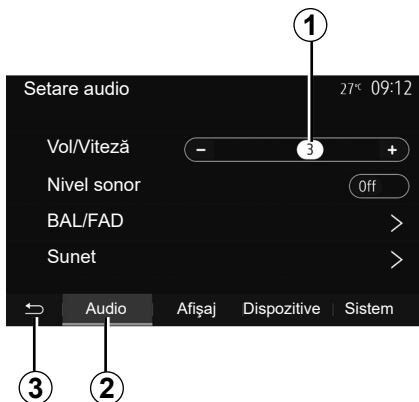 1
Setare audio 27°C 09:12
Vol/Viteză - 3 +
Nivel sonor Off
BAL/FAD
Sunet
Audio Afișaj Dispozitive Sistem
3 2